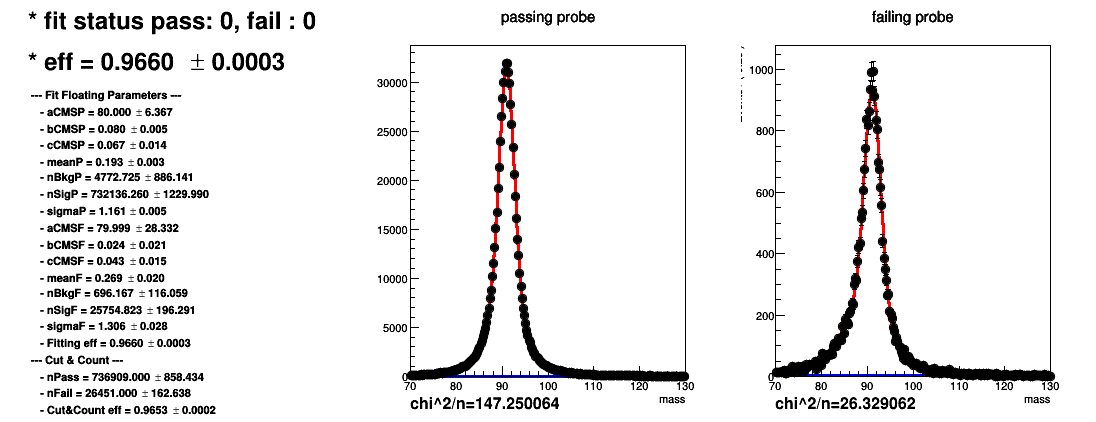 * fit status pass: 0, fail : 0
* eff = 0.9660 ± 0.0003
--- Fit Floating Parameters ---
- aCMSP = 80.000 ± 6.367
- bCMSP = 0.080 ± 0.005
- cCMSP = 0.067 ± 0.014
- meanP = 0.193 ± 0.003
- nBkgP = 4772.725 ± 886.141
- nSigP = 732136.260 ± 1229.990
- sigmaP = 1.161 ± 0.005
- aCMSF = 79.999 ± 28.332
- bCMSF = 0.024 ± 0.021
- cCMSF = 0.043 ± 0.015
- meanF = 0.269 ± 0.020
- nBkgF = 696.167 ± 116.059
- nSigF = 25754.823 ± 196.291
- sigmaF = 1.306 ± 0.028
- Fitting eff = 0.9660 ± 0.0003
--- Cut & Count ---
- nPass = 736909.000 ± 858.434
- nFail = 26451.000 ± 162.638
- Cut&Count eff = 0.9653 ± 0.0002
passing probe
30000
25000
20000
15000
10000
5000
0
70 80 90 100 110 120 130
mass
chi^2/n=147.250064
failing probe
1000
800
600
400
200
0
70 80 90 100 110 120 130
mass
chi^2/n=26.329062